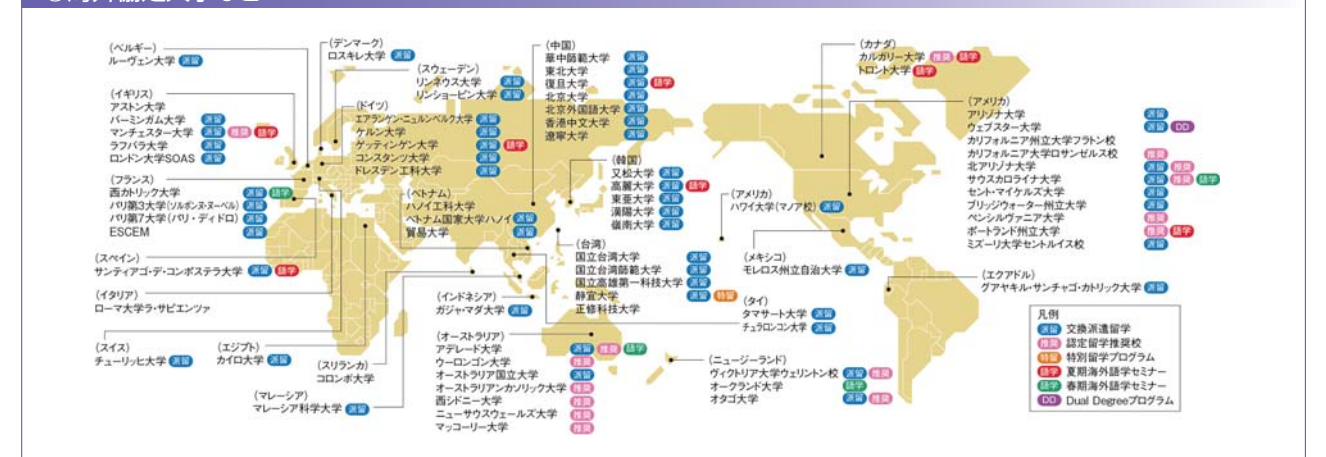 (ベルギー)
ルーヴェン大学 派留
(イギリス)
アストン大学
バーミンガム大学 派留
マンチェスター大学 派留 推奨 語学
ラフバラ大学 派留
ロンドン大学SOAS 派留
(フランス)
西カトリック大学 派留 語学
パリ第3大学(ソルボンヌ・ヌーベル) 派留
パリ第7大学(パリ・ディドロ) 派留
ESCEM 派留
(スペイン)
サンティアゴ・デ・コンポステラ大学 派留 語学
(イタリア)
ローマ大学ラ・サピエンツァ
(スイス)
チューリッヒ大学 派留
(エジプト)
カイロ大学 派留
(デンマーク)
ロスキレ大学 派留
(スウェーデン)
リンネウス大学 派留
リンショーピン大学 派留
(ドイツ)
エアランゲン・ニュルンベルク大学 派留
ケルン大学 派留
ゲッティンゲン大学 派留 語学
コンスタンツ大学 派留
ドレスデン工科大学 派留
(ベトナム)
ハノイ工科大学
ベトナム国家大学ハノイ 派留
貿易大学 派留
(スリランカ)
コロンボ大学
(マレーシア)
マレーシア科学大学 派留
(インドネシア)
ガジャ・マダ大学 派留
(中国)
華中師範大学 派留
東北大学 派留
復旦大学 派留 語学
北京大学 派留
北京外国語大学 派留
香港中文大学 派留
遼寧大学 派留
(韓国)
又松大学 派留
高麗大学 派留 語学
東亜大学 派留
漢陽大学 派留
嶺南大学 派留
(台湾)
国立台湾大学 派留
国立台湾師範大学 派留
国立高雄第一科技大学 派留
静宜大学 派留 特留
正修科技大学
(タイ)
タマサート大学 派留
チュラロンコン大学 派留
(オーストラリア)
アデレード大学 派留 推奨 語学
ウーロンゴン大学 推奨
オーストラリア国立大学 派留
オーストラリアンカソリック大学 推奨
西シドニー大学 推奨
ニューサウスウェールズ大学 推奨
マッコーリー大学 推奨
(ニュージーランド)
ヴィクトリア大学ウェリントン校 派留 推奨
オークランド大学 語学
オタゴ大学 派留 推奨
(アメリカ)
ハワイ大学(マノア校) 派留
(メキシコ)
モレロス州立自治大学 派留
(カナダ)
カルガリー大学 推奨 語学
トロント大学 語学
(アメリカ)
アリゾナ大学 派留
ウェブスター大学 派留 DD
カリフォルニア州立大学フラトン校
カリフォルニア大学ロサンゼルス校 推奨
北アリゾナ大学 派留 推奨
サウスカロライナ大学 派留 推奨 語学
セント・マイケルズ大学 派留
ブリッジウォーター州立大学 派留
ペンシルヴァニア大学 推奨
ポートランド州立大学 推奨 語学
ミズーリ大学セントルイス校 派留
(エクアドル)
グアヤキル・サンチャゴ・カトリック大学 派留
凡例
派留 交換派遣留学
推奨 認定留学推奨校
特留 特別留学プログラム
語学 夏期海外語学セミナー
語学 春期海外語学セミナー
DD Dual Degreeプログラム